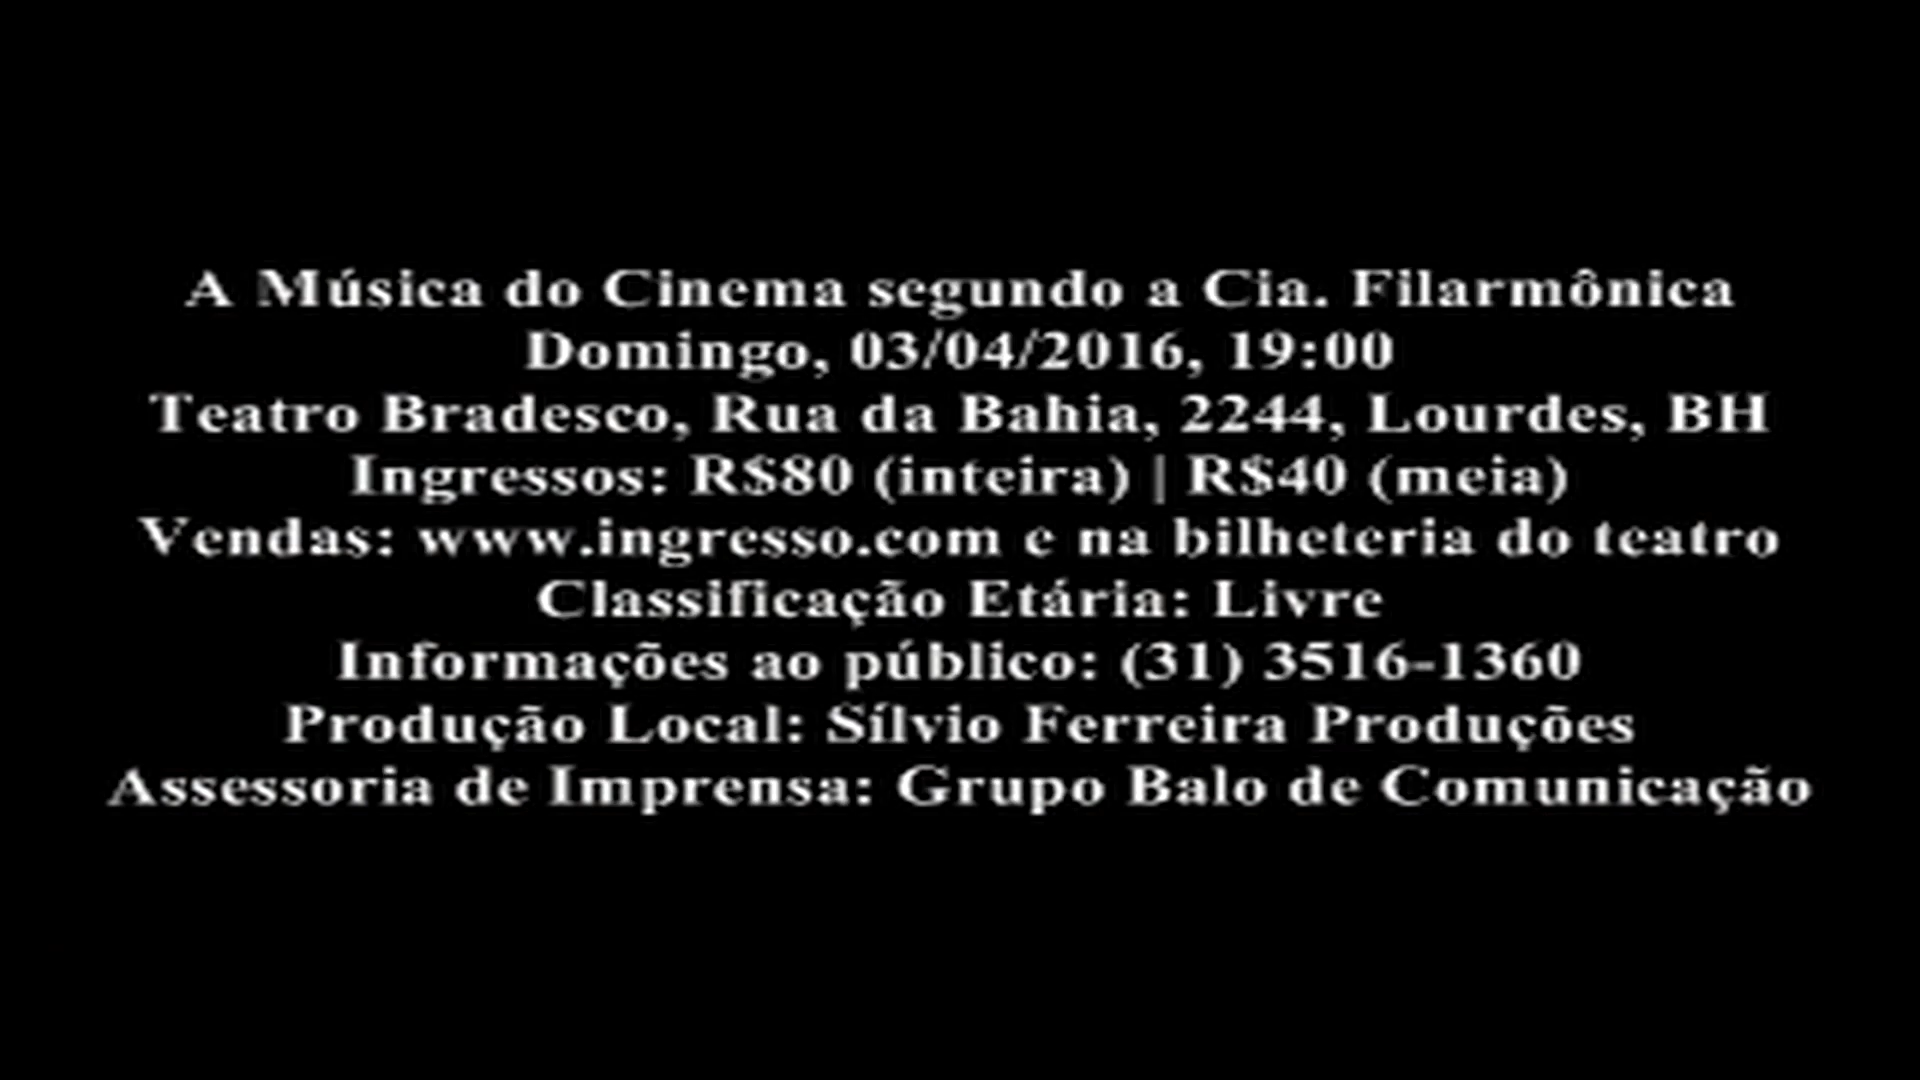 A Música do Cinema segundo a Cia. Filarmônica
Domingo, 03/04/2016, 19:00
Teatro Bradesco, Rua da Bahia, 2244, Lourdes, BH
Ingressos: R$80 (inteira) | R$40 (meia)
Vendas: www.ingresso.com e na bilheteria do teatro
Classificação Etária: Livre
Informações ao público: (31) 3516-1360
Produção Local: Sílvio Ferreira Produções
Assessoria de Imprensa: Grupo Balo de Comunicação